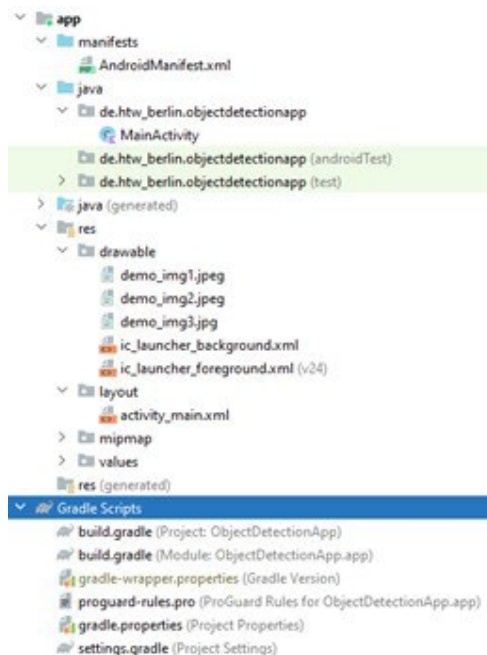 app
manifests
AndroidManifest.xml
java
de.htw_berlin.objectdetectionapp
MainActivity
de.htw_berlin.objectdetectionapp (androidTest)
de.htw_berlin.objectdetectionapp (test)
java (generated)
res
drawable
demo_img1.jpeg
demo_img2.jpeg
demo_img3.jpg
ic_launcher_background.xml
ic_launcher_foreground.xml (v24)
layout
activity_main.xml
mipmap
values
res (generated)
Gradle Scripts
build.gradle (Project: ObjectDetectionApp)
build.gradle (Module: ObjectDetectionApp.app)
gradle-wrapper.properties (Gradle Version)
proguard-rules.pro (ProGuard Rules for ObjectDetectionApp.app)
gradle.properties (Project Properties)
settings.gradle (Project Settings)